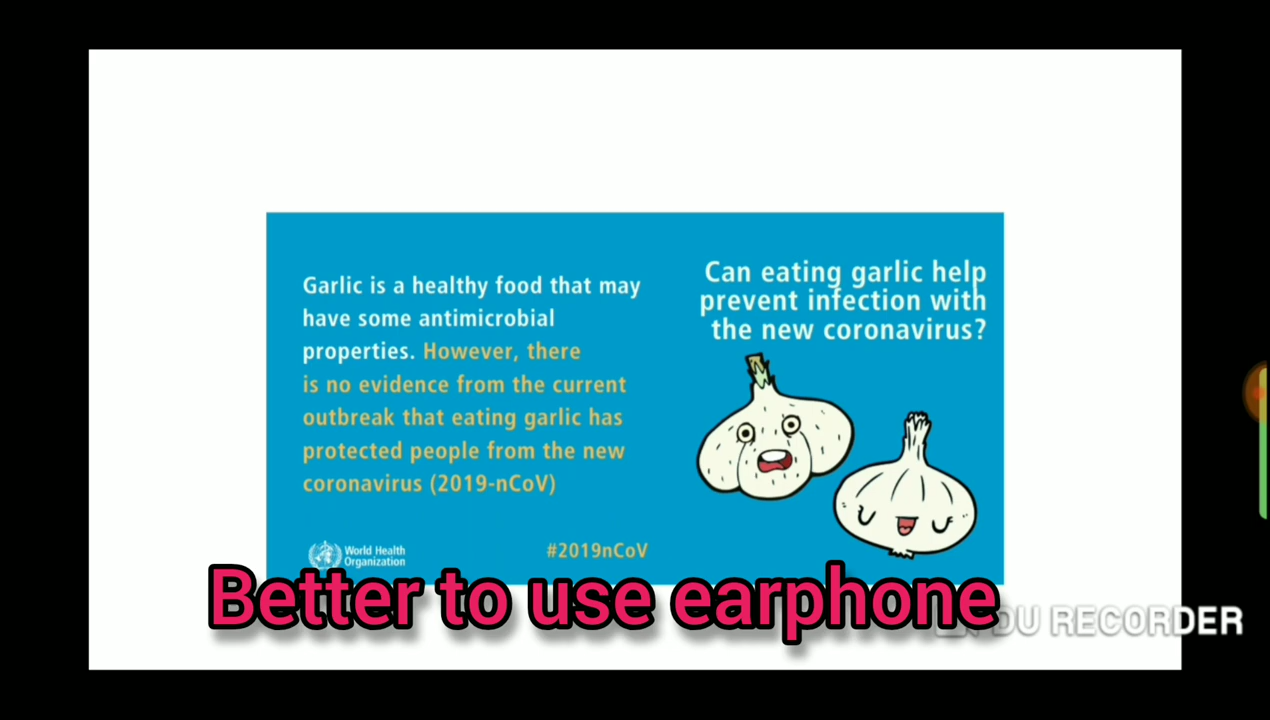 Can eating garlic help
prevent infection with
the new coronavirus?
Garlic is a healthy food that may
have some antimicrobial
properties. However, there
is no evidence from the current
outbreak that eating garlic has
protected people from the new
coronavirus (2019-nCoV)
World Health
Organization
#2019nCoV
Better to use earphone
DU RECORDER